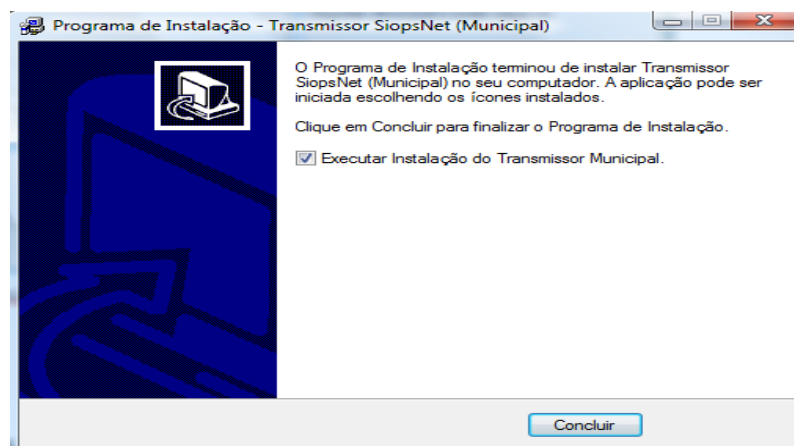 Programa de Instalação - Transmissor SiopsNet (Municipal)
O Programa de Instalação terminou de instalar Transmissor
SiopsNet (Municipal) no seu computador. A aplicação pode ser
iniciada escolhendo os ícones instalados.
Clique em Concluir para finalizar o Programa de Instalação.
Executar Instalação do Transmissor Municipal.
Concluir